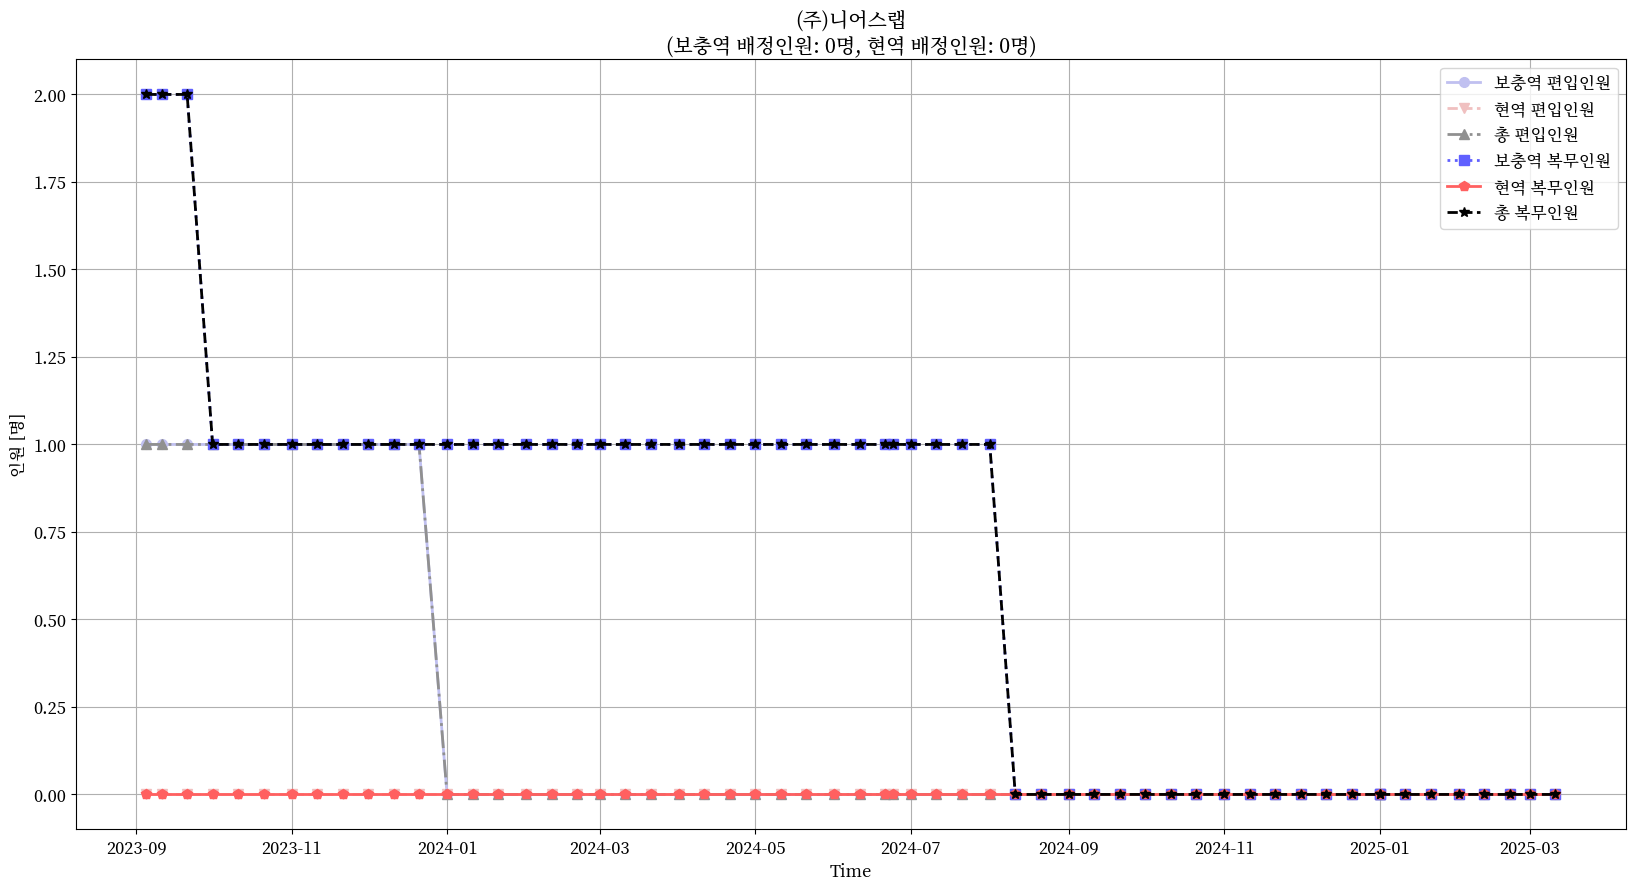 (주)니어스랩
(보충역 배정인원: 0명, 현역 배정인원: 0명)
보충역 편입인원
현역 편입인원
총 편입인원
보충역 복무인원
현역 복무인원
총 복무인원
인원 [명]
2.00
1.75
1.50
1.25
1.00
0.75
0.50
0.25
0.00
2023-09 2023-11 2024-01 2024-03 2024-05 2024-07 2024-09 2024-11 2025-01 2025-03
Time